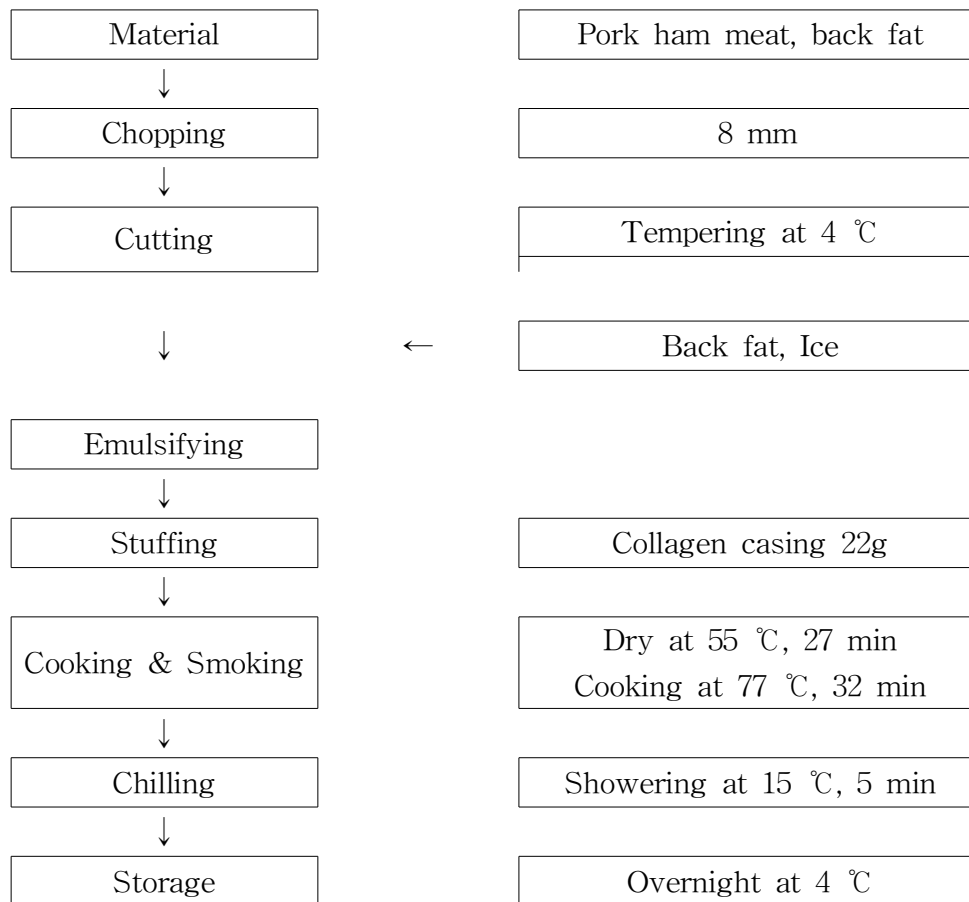 Material
Pork ham meat, back fat
↓
Chopping
8 mm
↓
Cutting
Tempering at 4 ℃
↓
←
Back fat, Ice
Emulsifying
↓
Stuffing
Collagen casing 22g
↓
Cooking & Smoking
Dry at 55 ℃, 27 min
Cooking at 77 ℃, 32 min
↓
Chilling
Showering at 15 ℃, 5 min
↓
Storage
Overnight at 4 ℃